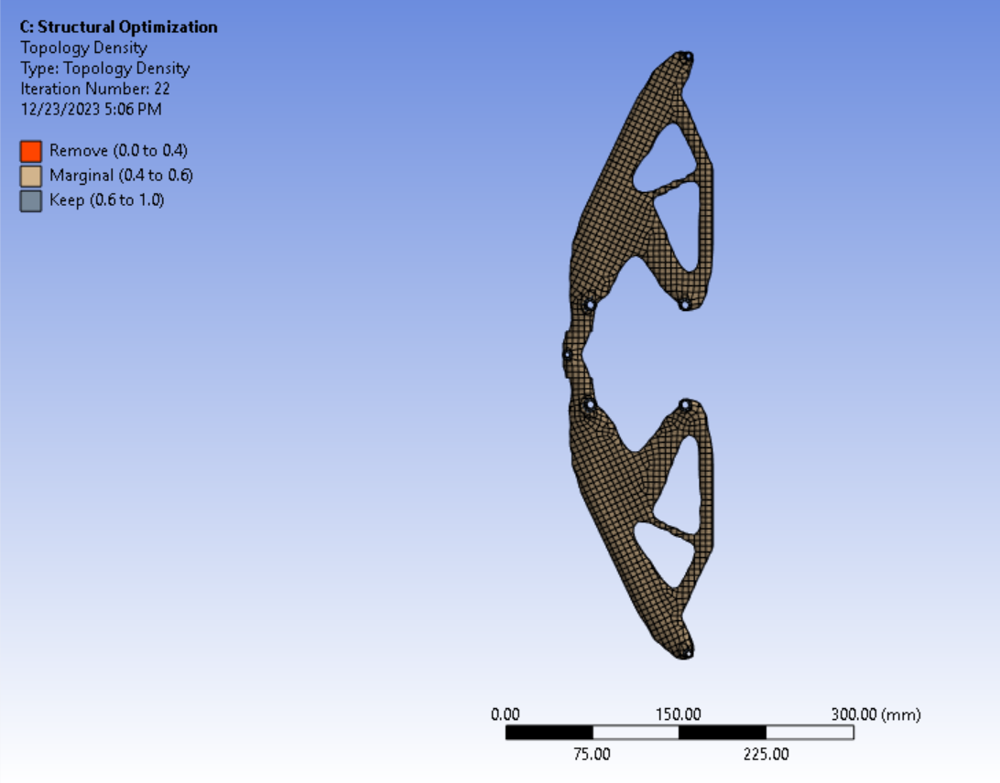 C: Structural Optimization
Topology Density
Type: Topology Density
Iteration Number: 22
12/23/2023 5:06 PM
Remove (0.0 to 0.4)
Marginal (0.4 to 0.6)
Keep (0.6 to 1.0)
0.00 150.00 300.00 (mm)
75.00 225.00